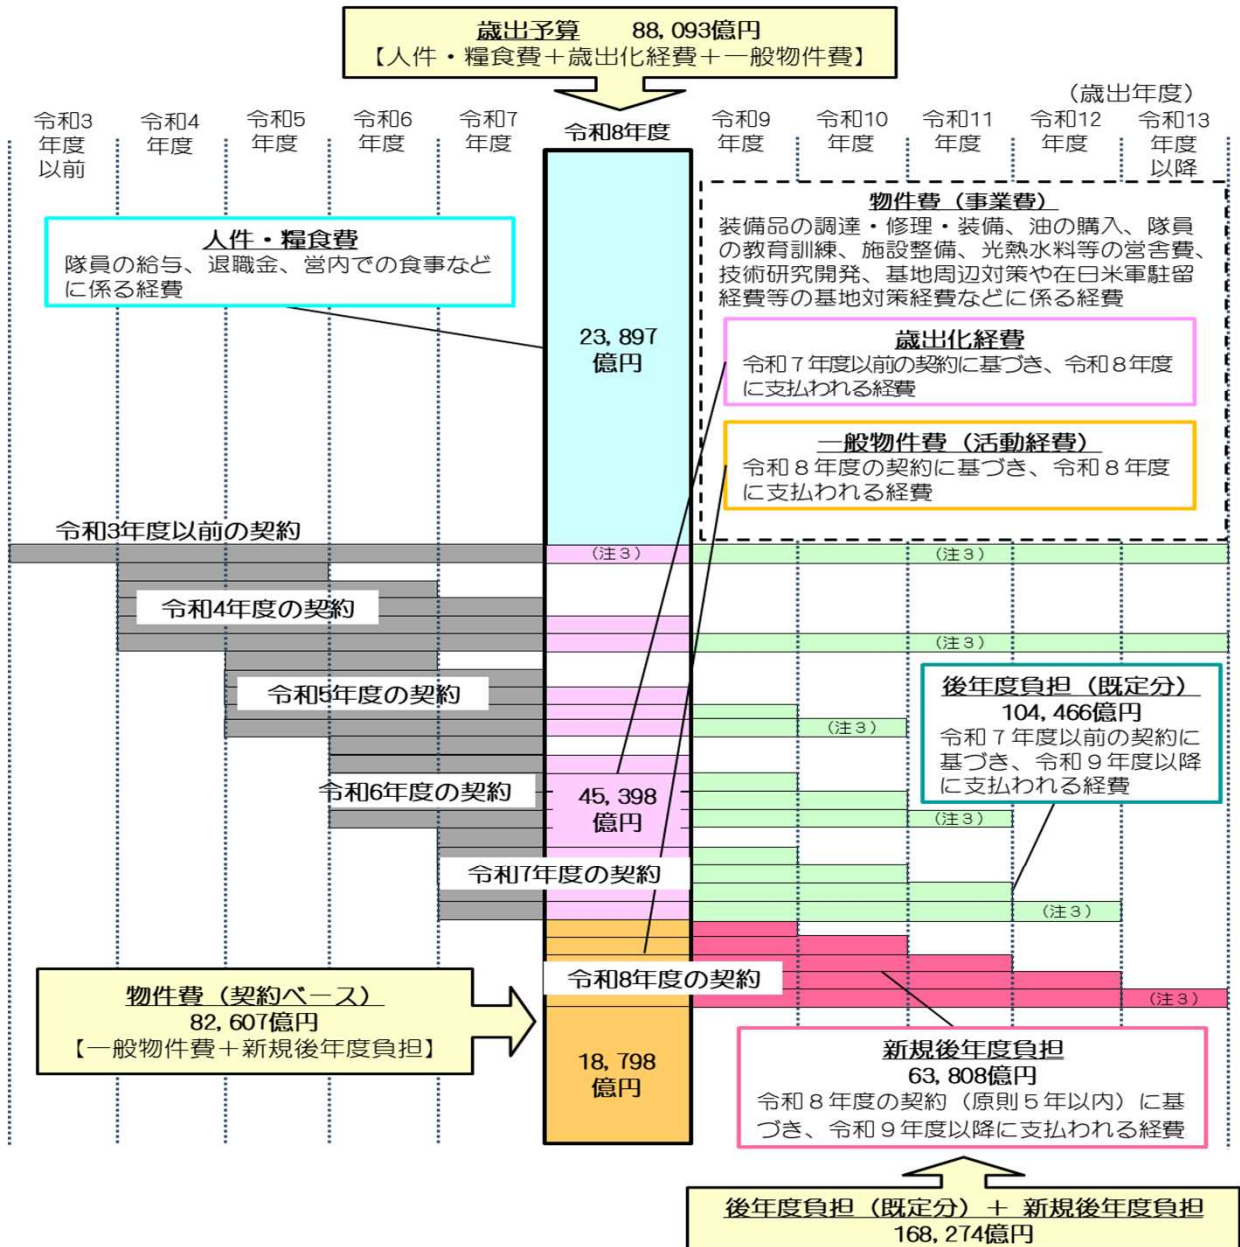 歳出予算　88,093億円
【人件・糧食費＋歳出化経費＋一般物件費】
（歳出年度）
令和3
年度
以前
令和4
年度
令和5
年度
令和6
年度
令和7
年度
令和8年度
令和9
年度
令和10
年度
令和11
年度
令和12
年度
令和13
年度
以降
人件・糧食費
隊員の給与、退職金、営内での食事など
に係る経費
物件費（事業費）
装備品の調達・修理・装備、油の購入、隊員
の教育訓練、施設整備、光熱水料等の営舎費、
技術研究開発、基地周辺対策や在日米軍駐留
経費等の基地対策経費などに係る経費
23,897
億円
歳出化経費
令和７年度以前の契約に基づき、令和８年度
に支払われる経費
一般物件費（活動経費）
令和８年度の契約に基づき、令和８年度
に支払われる経費
令和3年度以前の契約
（注３）
（注３）
令和4年度の契約
（注３）
令和5年度の契約
（注３）
後年度負担（既定分）
104,466億円
令和７年度以前の契約に
基づき、令和９年度以降
に支払われる経費
令和6年度の契約
45,398
億円
（注３）
令和7年度の契約
（注３）
令和8年度の契約
（注３）
物件費（契約ベース）
82,607億円
【一般物件費＋新規後年度負担】
18,798
億円
新規後年度負担
63,808億円
令和８年度の契約（原則５年以内）に基
づき、令和９年度以降に支払われる経費
後年度負担（既定分）＋ 新規後年度負担
168,274億円